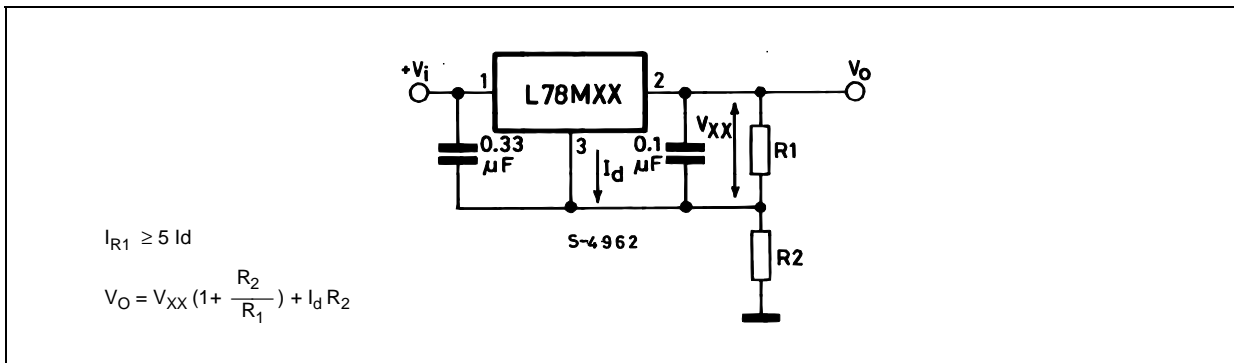 +Vi
1
L78MXX
2
Vo
0.33
µF
3
Id
0.1
µF
VXX
R1
S-4962
R2
IR1 ≥ 5 Id
VO = VXX (1+ R2 / R1 ) + Id R2